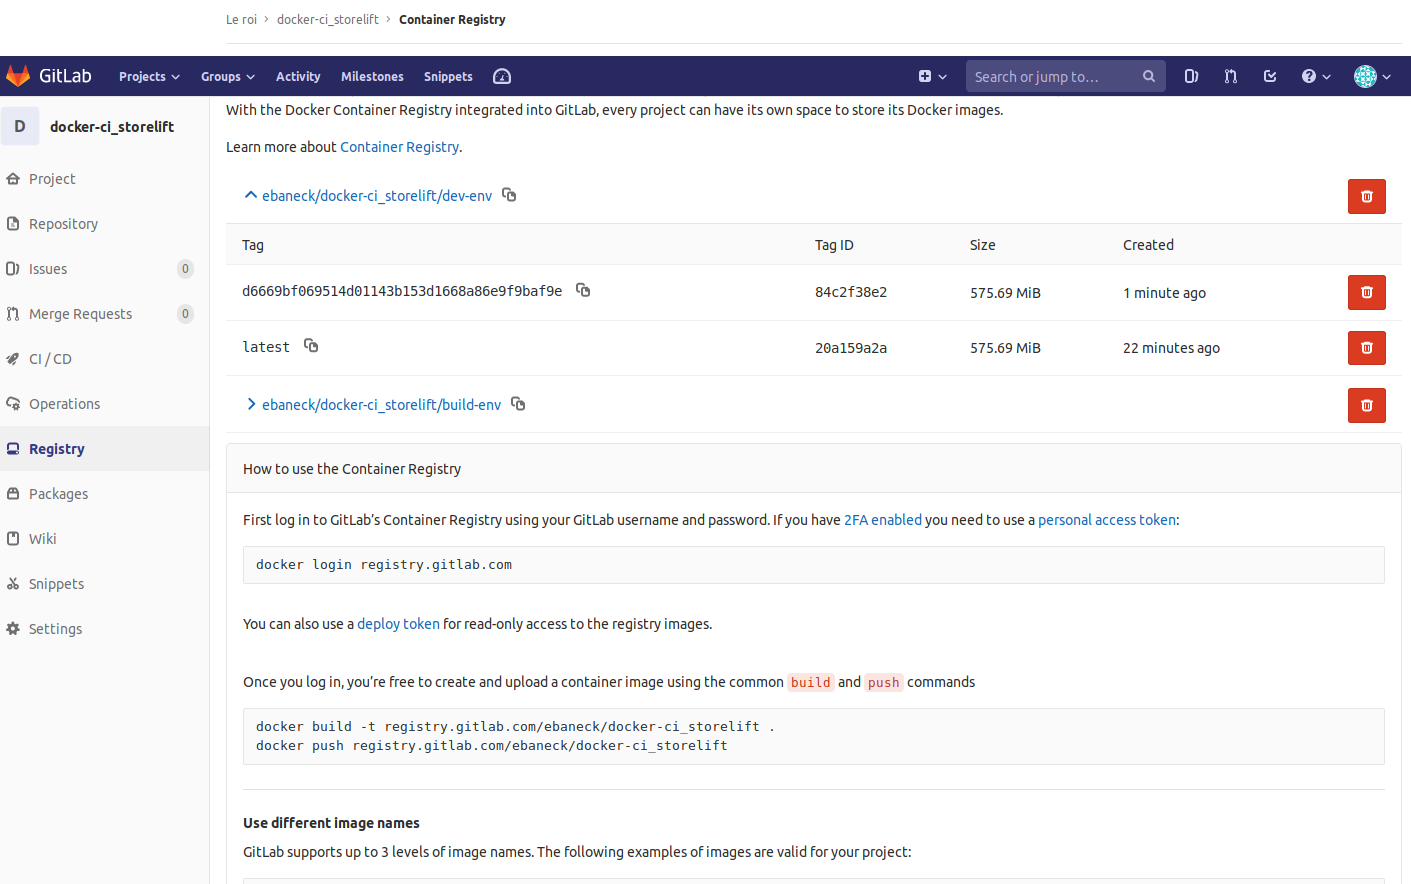 Le roi > docker-ci_storelift > Container Registry
GitLab Projects Groups Activity Milestones Snippets Search or jump to…
D docker-ci_storelift
Project
Repository
Issues 0
Merge Requests 0
CI / CD
Operations
Registry
Packages
Wiki
Snippets
Settings
With the Docker Container Registry integrated into GitLab, every project can have its own space to store its Docker images.
Learn more about Container Registry.
ebaneck/docker-ci_storelift/dev-env
Tag Tag ID Size Created
d6669bf069514d01143b153d1668a86e9f9baf9e 84c2f38e2 575.69 MiB 1 minute ago
latest 20a159a2a 575.69 MiB 22 minutes ago
ebaneck/docker-ci_storelift/build-env
How to use the Container Registry
First log in to GitLab’s Container Registry using your GitLab username and password. If you have 2FA enabled you need to use a personal access token:
docker login registry.gitlab.com
You can also use a deploy token for read-only access to the registry images.
Once you log in, you’re free to create and upload a container image using the common build and push commands
docker build -t registry.gitlab.com/ebaneck/docker-ci_storelift .
docker push registry.gitlab.com/ebaneck/docker-ci_storelift
Use different image names
GitLab supports up to 3 levels of image names. The following examples of images are valid for your project: